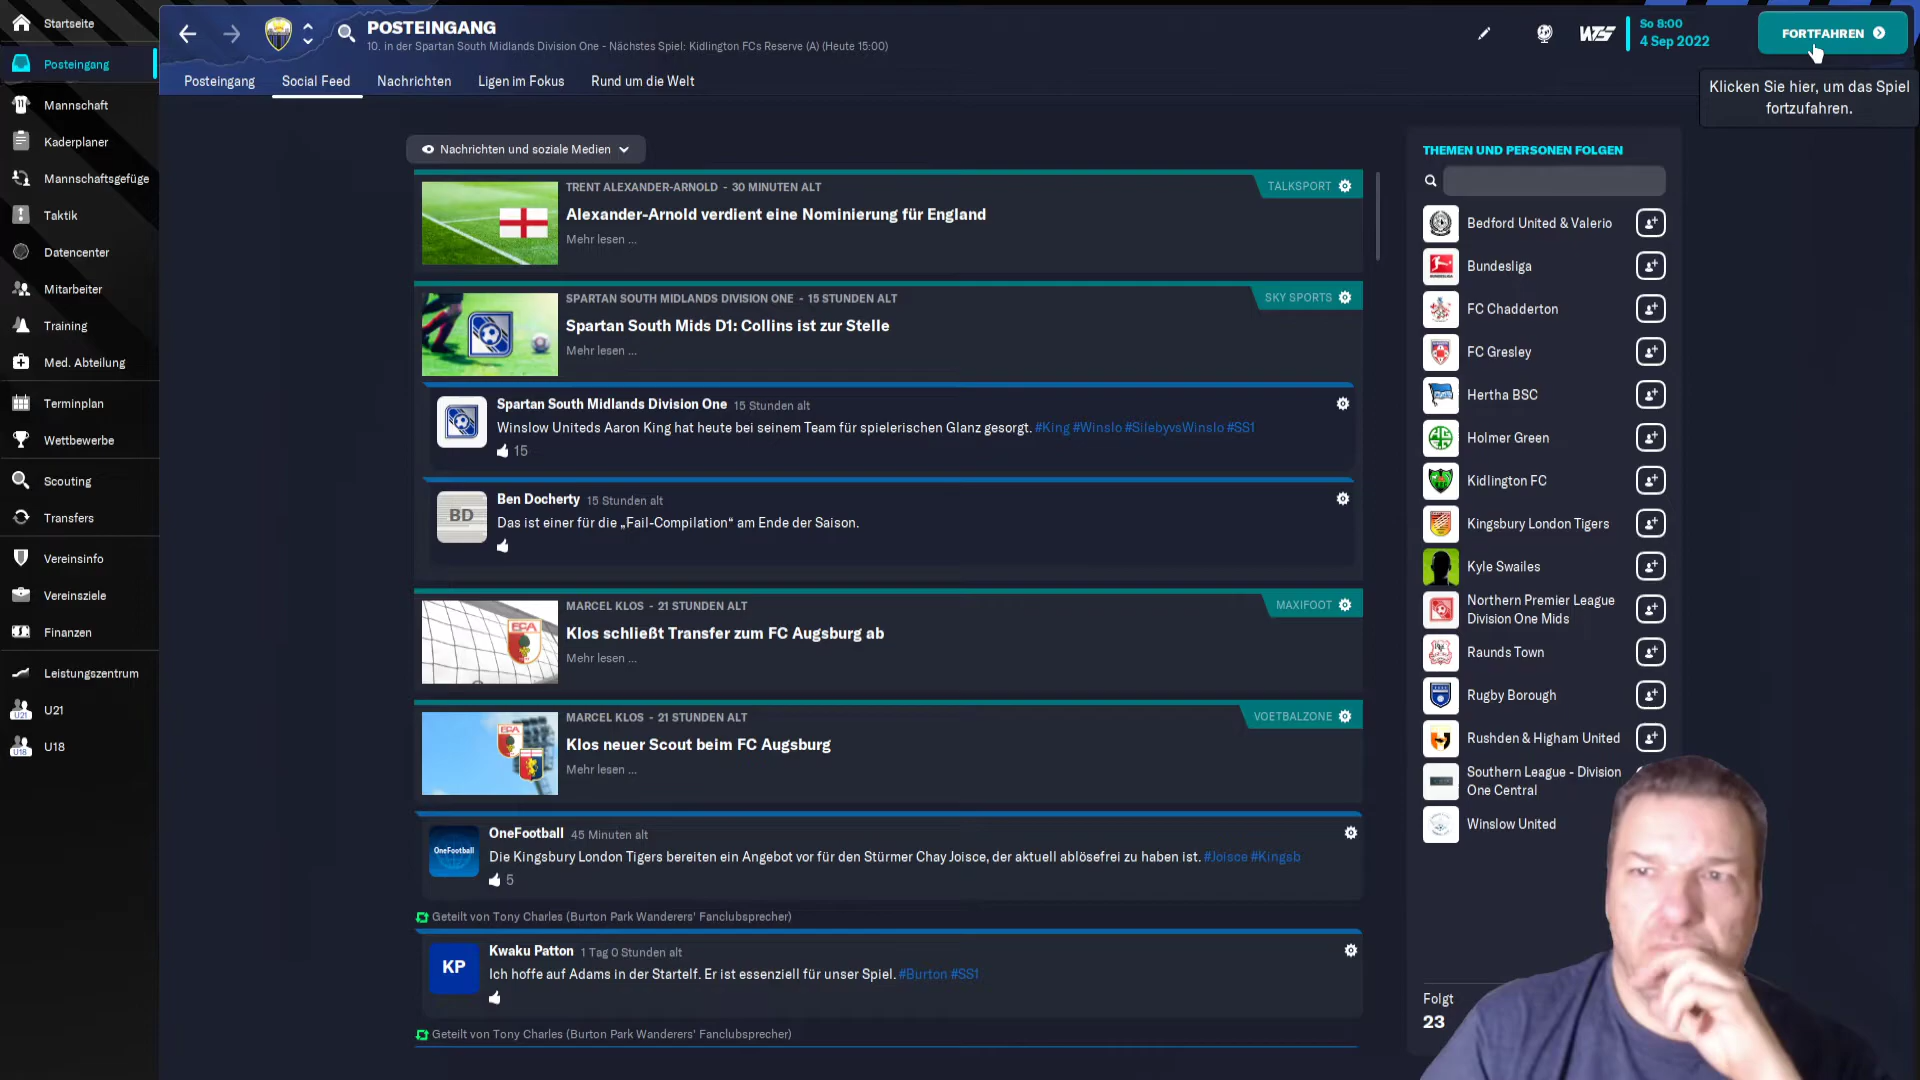 Startseite
Posteingang
Mannschaft
Kaderplaner
Mannschaftsgefüge
Taktik
Datencenter
Mitarbeiter
Training
Med. Abteilung
Terminplan
Wettbewerbe
Scouting
Transfers
Vereinsinfo
Vereinsziele
Finanzen
Leistungszentrum
U21
U21
U18
U18
POSTEINGANG
10. in der Spartan South Midlands Division One - Nächstes Spiel: Kidlington FCs Reserve (A) (Heute 15:00)
So 8:00
4 Sep 2022
FORTFAHREN
Klicken Sie hier, um das Spiel
fortzufahren.
Posteingang
Social Feed
Nachrichten
Ligen im Fokus
Rund um die Welt
Nachrichten und soziale Medien
TRENT ALEXANDER-ARNOLD - 30 MINUTEN ALT
TALKSPORT
Alexander-Arnold verdient eine Nominierung für England
Mehr lesen ...
SPARTAN SOUTH MIDLANDS DIVISION ONE - 15 STUNDEN ALT
SKY SPORTS
Spartan South Mids D1: Collins ist zur Stelle
Mehr lesen ...
Spartan South Midlands Division One 15 Stunden alt
Winslow Uniteds Aaron King hat heute bei seinem Team für spielerischen Glanz gesorgt. #King #Winslo #SilebyvsWinslo #SS1
15
BD
Ben Docherty 15 Stunden alt
Das ist einer für die „Fail-Compilation“ am Ende der Saison.
MARCEL KLOS - 21 STUNDEN ALT
MAXIFOOT
Klos schließt Transfer zum FC Augsburg ab
Mehr lesen ...
MARCEL KLOS - 21 STUNDEN ALT
VOETBALZONE
Klos neuer Scout beim FC Augsburg
Mehr lesen ...
OneFootball
OneFootball 45 Minuten alt
Die Kingsbury London Tigers bereiten ein Angebot vor für den Stürmer Chay Joisce, der aktuell ablösefrei zu haben ist. #Joisce #Kingsb
5
Geteilt von Tony Charles (Burton Park Wanderers' Fanclubsprecher)
KP
Kwaku Patton 1 Tag 0 Stunden alt
Ich hoffe auf Adams in der Startelf. Er ist essenziell für unser Spiel. #Burton #SS1
Geteilt von Tony Charles (Burton Park Wanderers' Fanclubsprecher)
THEMEN UND PERSONEN FOLGEN
Bedford United & Valerio
Bundesliga
FC Chadderton
FC Gresley
Hertha BSC
Holmer Green
Kidlington FC
Kingsbury London Tigers
Kyle Swailes
Northern Premier League
Division One Mids
Raunds Town
Rugby Borough
Rushden & Higham United
Southern League - Division
One Central
Winslow United
Folgt
23